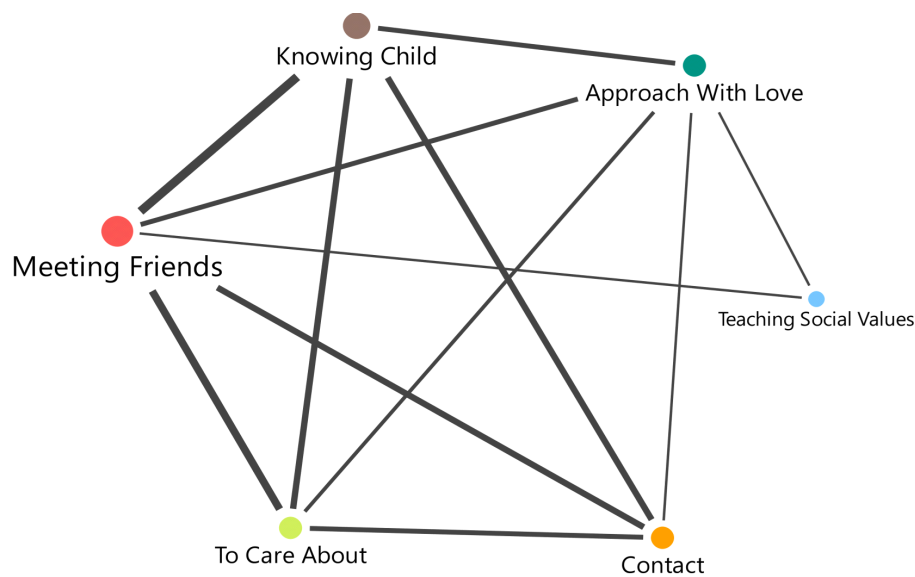 Knowing Child
Approach With Love
Meeting Friends
Teaching Social Values
To Care About
Contact